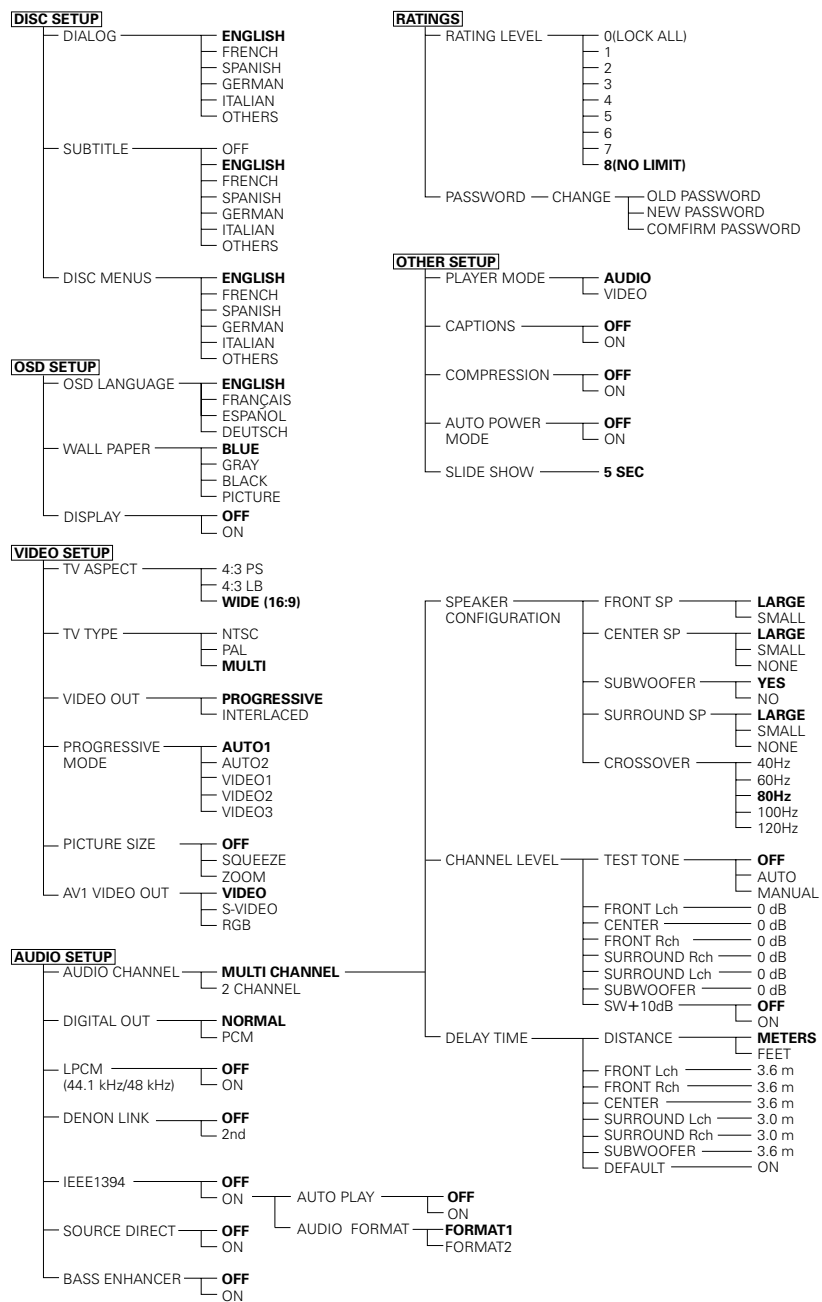 DISC SETUP
DIALOG
ENGLISH
FRENCH
SPANISH
GERMAN
ITALIAN
OTHERS
SUBTITLE
OFF
ENGLISH
FRENCH
SPANISH
GERMAN
ITALIAN
OTHERS
DISC MENUS
ENGLISH
FRENCH
SPANISH
GERMAN
ITALIAN
OTHERS
OSD SETUP
OSD LANGUAGE
ENGLISH
FRANÇAIS
ESPAÑOL
DEUTSCH
WALL PAPER
BLUE
GRAY
BLACK
PICTURE
DISPLAY
OFF
ON
VIDEO SETUP
TV ASPECT
4:3 PS
4:3 LB
WIDE (16:9)
TV TYPE
NTSC
PAL
MULTI
VIDEO OUT
PROGRESSIVE
INTERLACED
PROGRESSIVE
MODE
AUTO1
AUTO2
VIDEO1
VIDEO2
VIDEO3
PICTURE SIZE
OFF
SQUEEZE
ZOOM
AV1 VIDEO OUT
VIDEO
S-VIDEO
RGB
AUDIO SETUP
AUDIO CHANNEL
MULTI CHANNEL
2 CHANNEL
DIGITAL OUT
NORMAL
PCM
LPCM
(44.1 kHz/48 kHz)
OFF
ON
DENON LINK
OFF
2nd
IEEE1394
OFF
ON
AUTO PLAY
OFF
ON
AUDIO FORMAT
FORMAT1
FORMAT2
SOURCE DIRECT
OFF
ON
BASS ENHANCER
OFF
ON
RATINGS
RATING LEVEL
0(LOCK ALL)
1
2
3
4
5
6
7
8(NO LIMIT)
PASSWORD
CHANGE
OLD PASSWORD
NEW PASSWORD
COMFIRM PASSWORD
OTHER SETUP
PLAYER MODE
AUDIO
VIDEO
CAPTIONS
OFF
ON
COMPRESSION
OFF
ON
AUTO POWER
MODE
OFF
ON
SLIDE SHOW
5 SEC
SPEAKER
CONFIGURATION
FRONT SP
LARGE
SMALL
CENTER SP
LARGE
SMALL
NONE
SUBWOOFER
YES
NO
SURROUND SP
LARGE
SMALL
NONE
CROSSOVER
40Hz
60Hz
80Hz
100Hz
120Hz
CHANNEL LEVEL
TEST TONE
OFF
AUTO
MANUAL
FRONT Lch 0 dB
CENTER 0 dB
FRONT Rch 0 dB
SURROUND Rch 0 dB
SURROUND Lch 0 dB
SUBWOOFER 0 dB
SW+10dB
OFF
ON
DELAY TIME
DISTANCE
METERS
FEET
FRONT Lch 3.6 m
FRONT Rch 3.6 m
CENTER 3.6 m
SURROUND Lch 3.0 m
SURROUND Rch 3.0 m
SUBWOOFER 3.6 m
DEFAULT ON